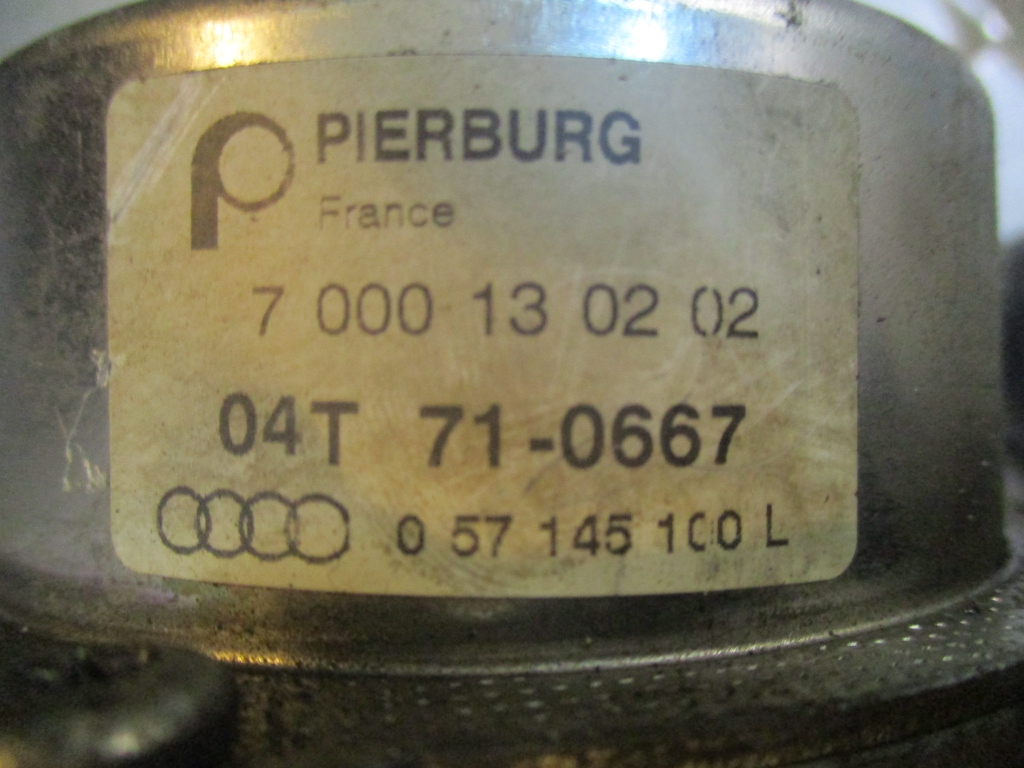 PIERBURG
France
7 000 13 02 02
04T 71-0667
0 57 145 100 L